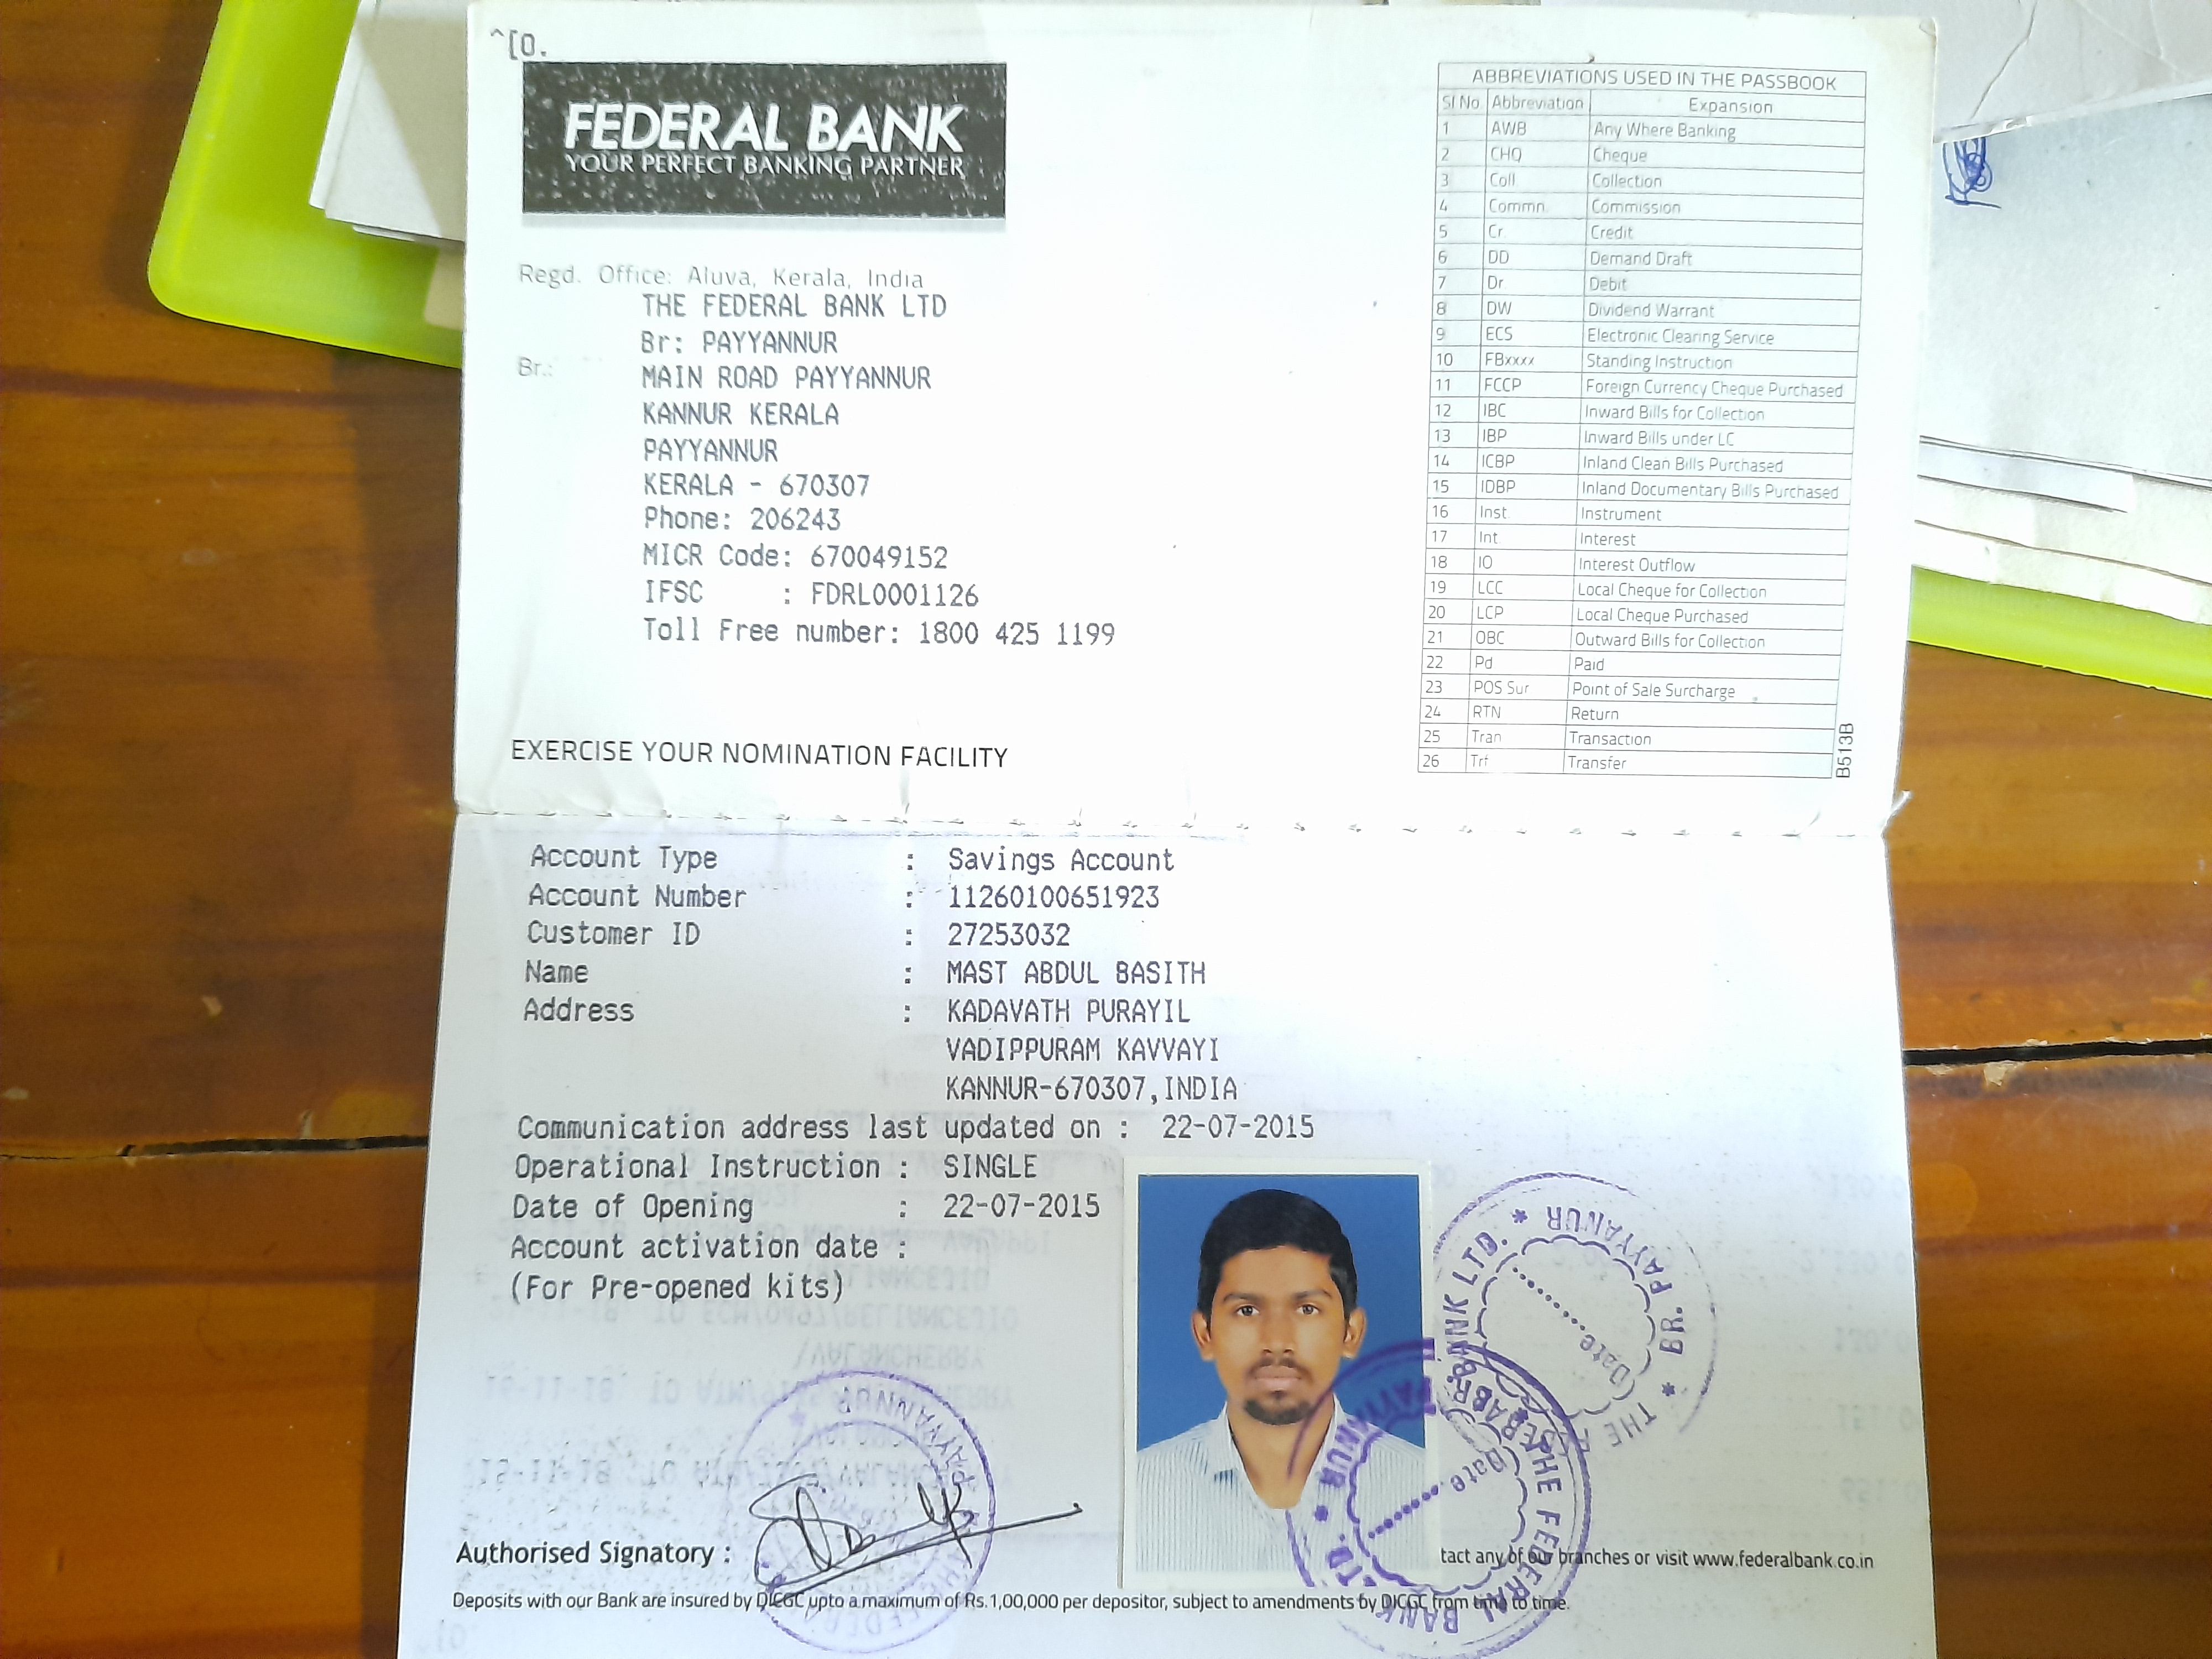 ^[0.
FEDERAL BANK
YOUR PERFECT BANKING PARTNER
Regd. Office: Aluva, Kerala, India
THE FEDERAL BANK LTD
Br: PAYYANNUR
Br.:
MAIN ROAD PAYYANNUR
KANNUR KERALA
PAYYANNUR
KERALA - 670307
Phone: 206243
MICR Code: 670049152
IFSC : FDRL0001126
Toll Free number: 1800 425 1199
EXERCISE YOUR NOMINATION FACILITY
ABBREVIATIONS USED IN THE PASSBOOK
Sl No. Abbreviation Expansion
1 AWB Any Where Banking
2 CHQ Cheque
3 Coll Collection
4 Commn. Commission
5 Cr. Credit
6 DD Demand Draft
7 Dr Debit
8 DW Dividend Warrant
9 ECS Electronic Clearing Service
10 FBxxxx Standing Instruction
11 FCCP Foreign Currency Cheque Purchased
12 IBC Inward Bills for Collection
13 IBP Inward Bills under LC
14 ICBP Inland Clean Bills Purchased
15 IDBP Inland Documentary Bills Purchased
16 Inst. Instrument
17 Int Interest
18 IO Interest Outflow
19 LCC Local Cheque for Collection
20 LCP Local Cheque Purchased
21 OBC Outward Bills for Collection
22 Pd Paid
23 POS Sur Point of Sale Surcharge
24 RTN Return
25 Tran Transaction
26 Trf Transfer
B513B
Account Type : Savings Account
Account Number : 11260100651923
Customer ID : 27253032
Name : MAST ABDUL BASITH
Address : KADAVATH PURAYIL
VADIPPURAM KAVVAYI
KANNUR-670307,INDIA
Communication address last updated on : 22-07-2015
Operational Instruction : SINGLE
Date of Opening : 22-07-2015
Account activation date :
(For Pre-opened kits)
THE BANK LTD. * BR. PAYYANUR *
Date
THE FEDERAL BANK LTD. * PAYYANUR
Date
PAYYANNUR
Authorised Signatory :
tact any of our branches or visit www.federalbank.co.in
Deposits with our Bank are insured by DICGC upto a maximum of Rs.1,00,000 per depositor, subject to amendments by DICGC from time to time.